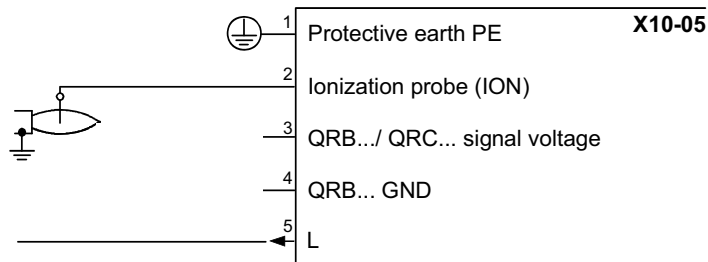 X10-05
1 Protective earth PE
2 Ionization probe (ION)
3 QRB.../ QRC... signal voltage
4 QRB... GND
5 L